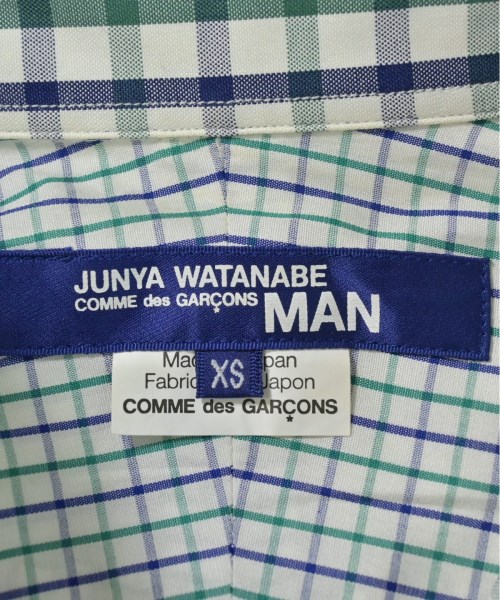 JUNYA WATANABE
COMME des GARÇONS MAN
XS
Japon
COMME des GARÇONS